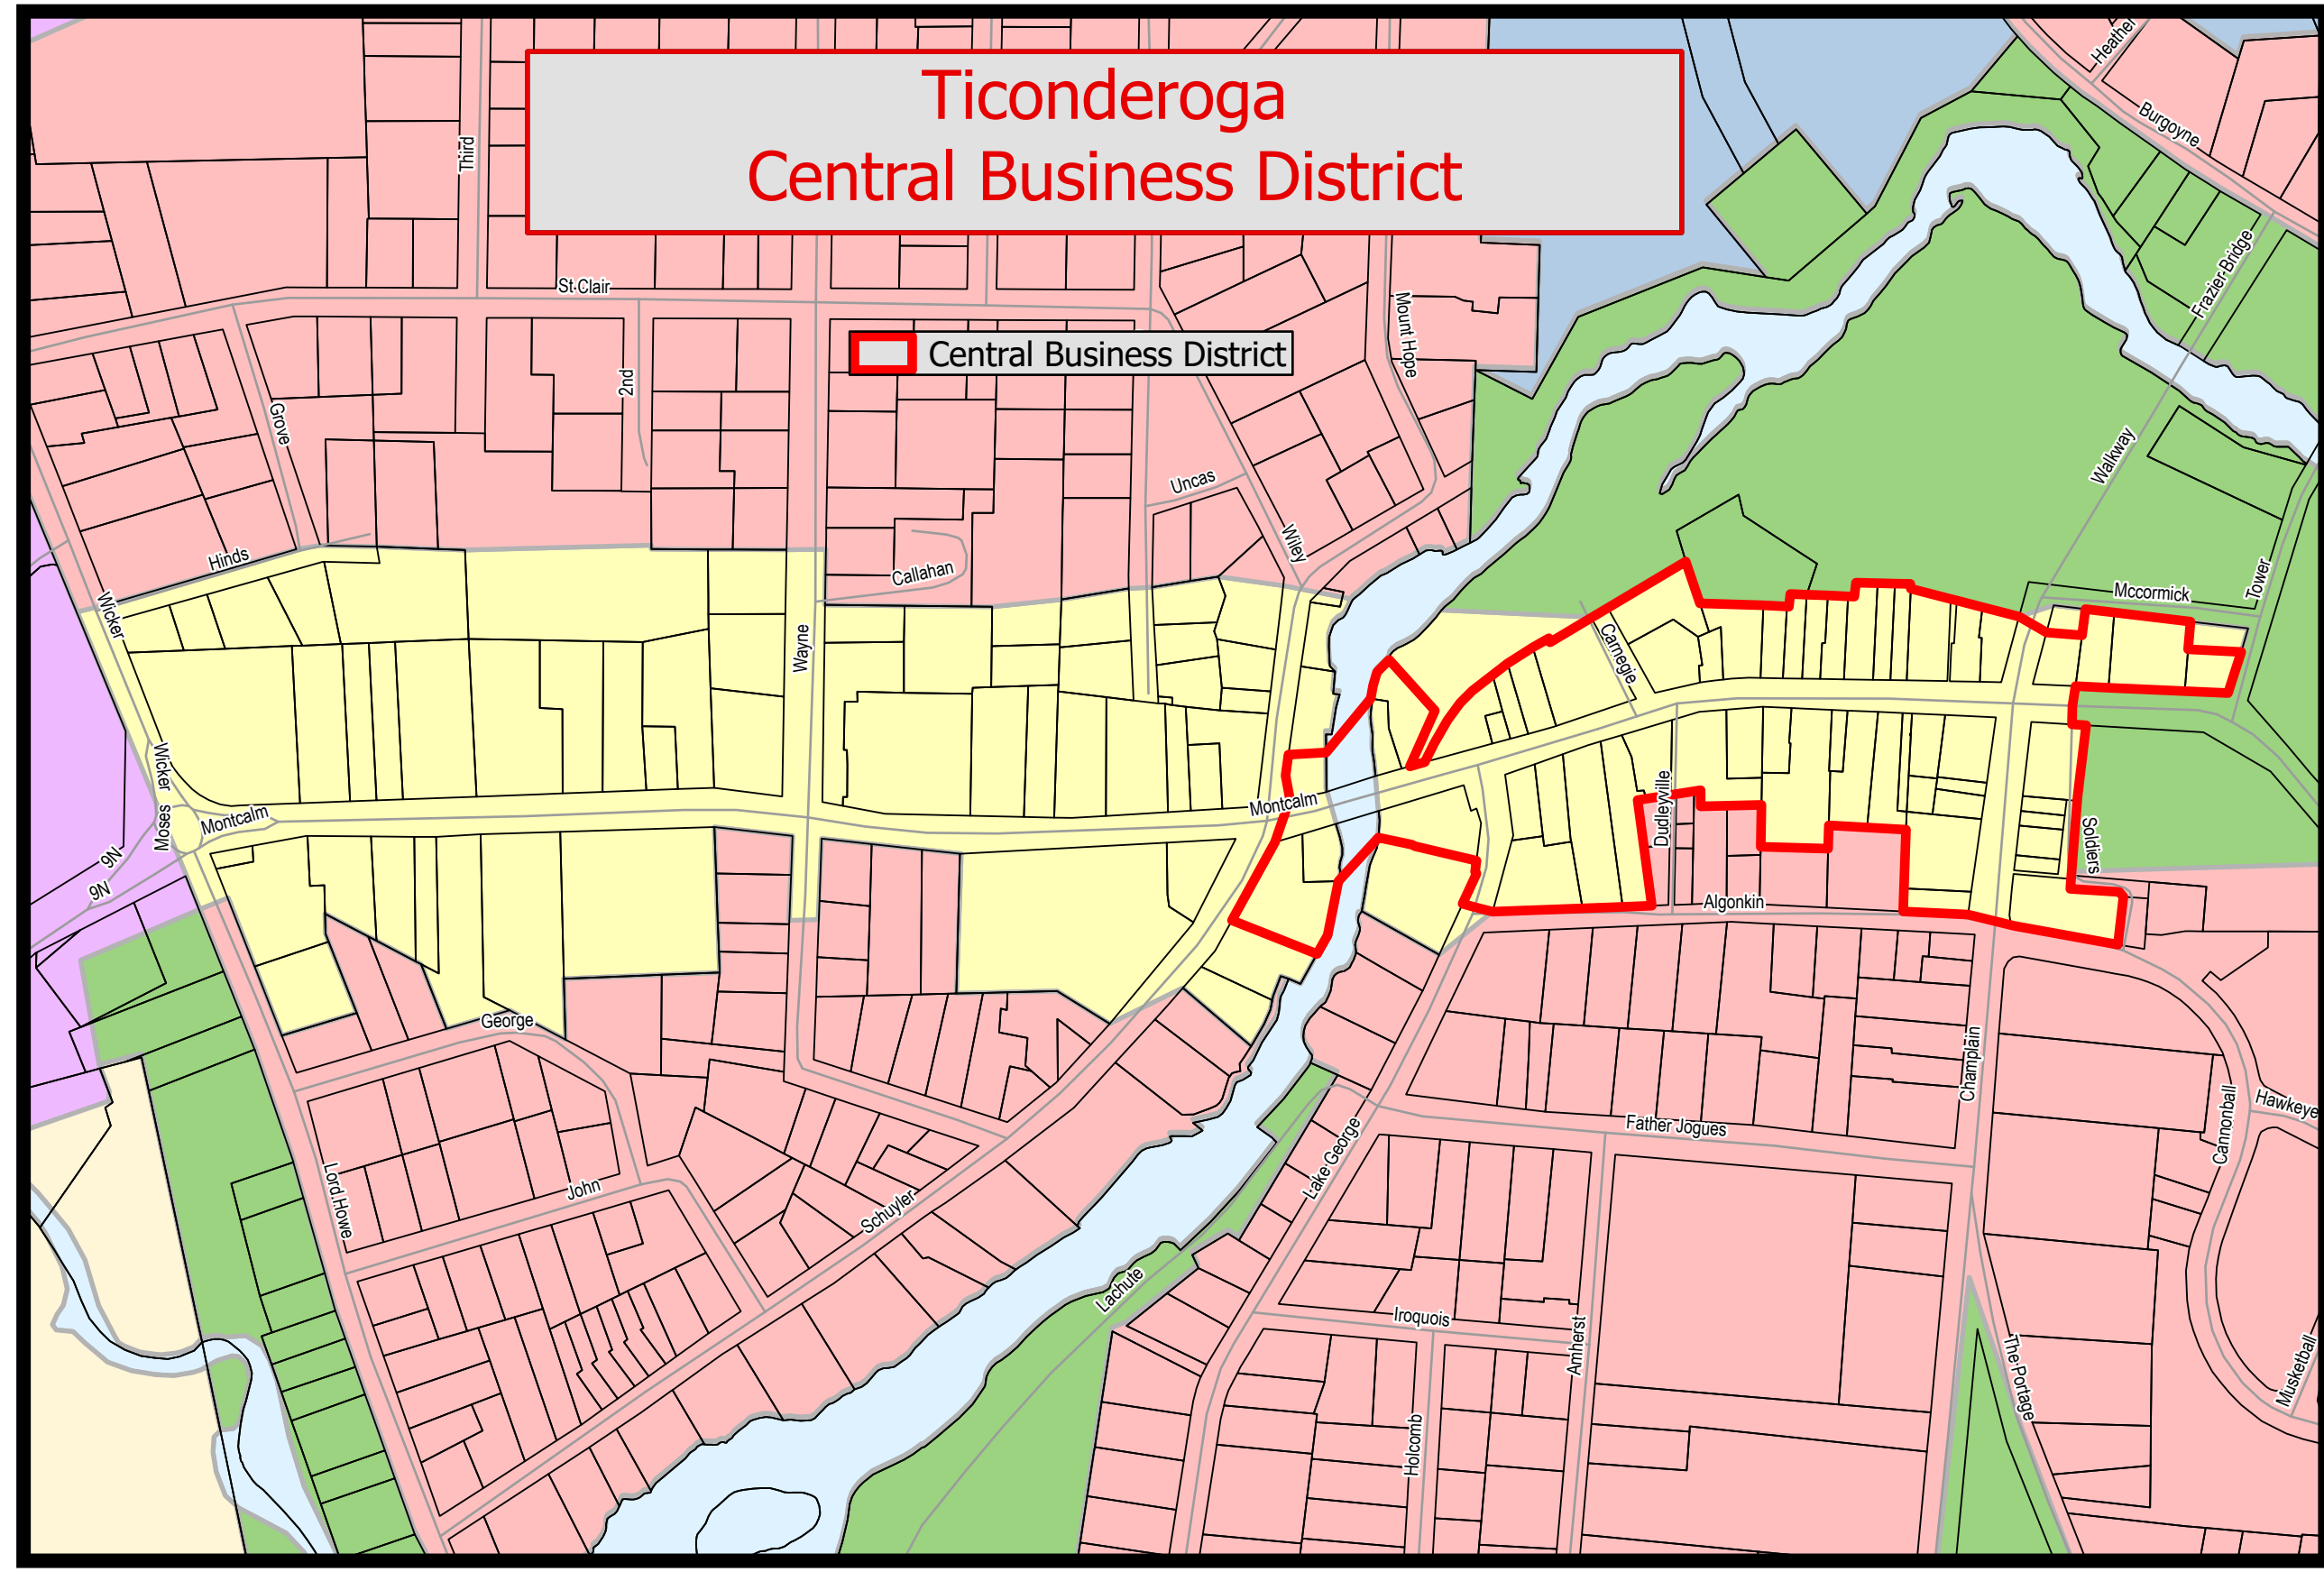 Ticonderoga
Central Business District
Heather
Burgoyne
Third
St Clair
Frazier Bridge
Mount Hope
Central Business District
2nd
Grove
Walkway
Uncas
Wiley
Hinds
Callahan
Mccormick
Tower
Wicker
Carnegie
Wayne
Wicker
Montcalm
Montcalm
Moses
Dudleyville
Soldiers
9N
9N
Algonkin
George
Champlain
Cannonball
Hawkeye
Father Jogues
Lake George
Lord Howe
John
Schuyler
Lachute
Iroquois
Amherst
The Portage
Musketball
Holcomb